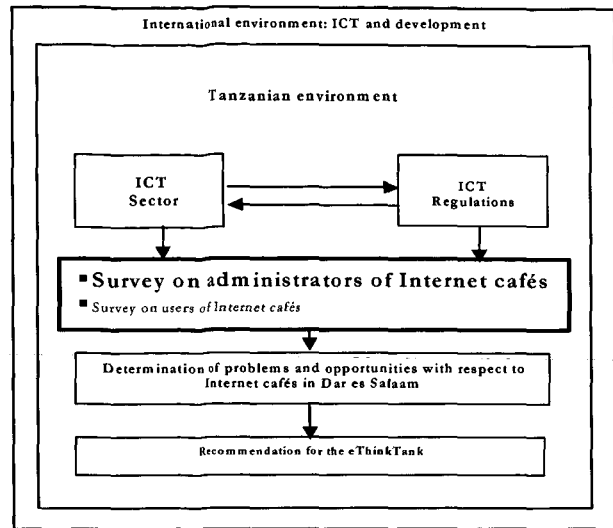 International environment: ICT and development
Tanzanian environment
ICT
Sector
ICT
Regulations
▪ Survey on administrators of Internet cafés
▪ Survey on users of Internet cafés
Determination of problems and opportunities with respect to
Internet cafés in Dar es Salaam
Recommendation for the eThinkTank